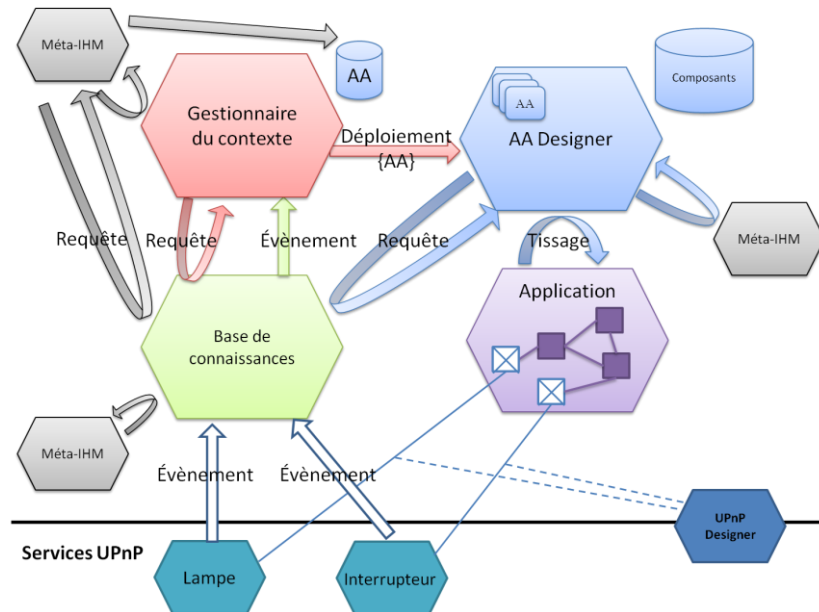 Méta-IHM
AA
Composants
Gestionnaire
du contexte
AA
AA Designer
Déploiement
{AA}
Requête
Requête
Évènement
Requête
Tissage
Méta-IHM
Application
Base de
connaissances
Méta-IHM
Évènement
Évènement
UPnP
Designer
Services UPnP
Lampe
Interrupteur